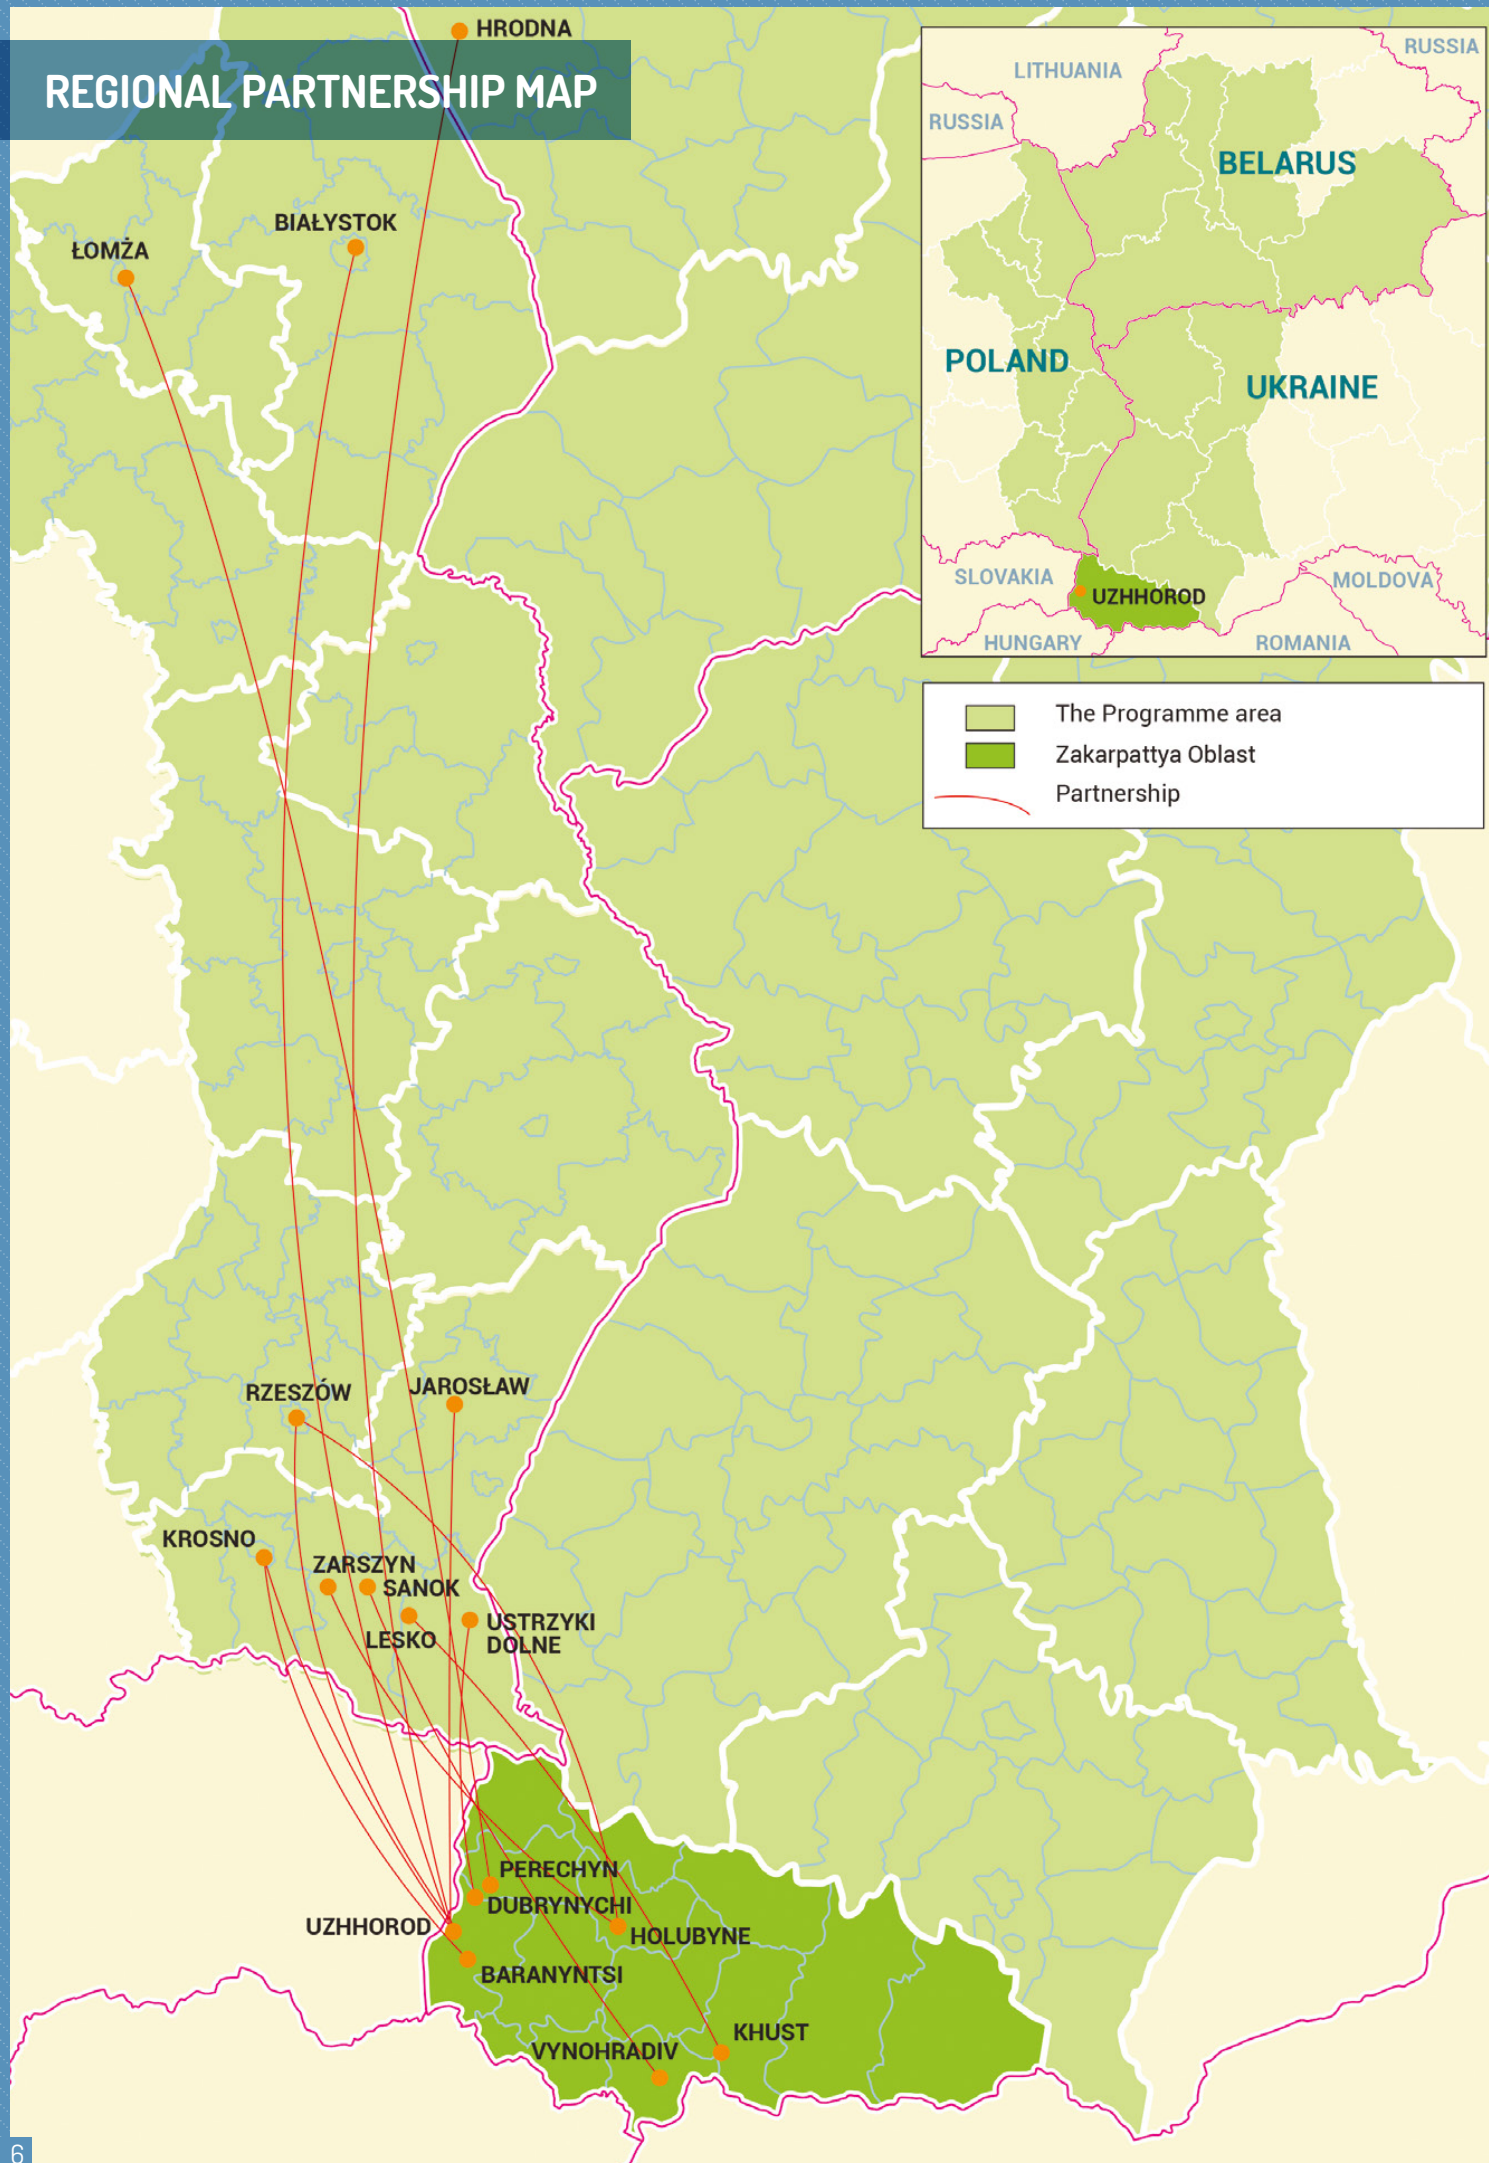 HRODNA
REGIONAL PARTNERSHIP MAP
BIAŁYSTOK
ŁOMŻA
LITHUANIA
RUSSIA
RUSSIA
BELARUS
POLAND
UKRAINE
SLOVAKIA
MOLDOVA
UZHHOROD
HUNGARY
ROMANIA
The Programme area
Zakarpattya Oblast
Partnership
RZESZÓW
JAROSŁAW
KROSNO
ZARSZYN
SANOK
LESKO
USTRZYKI
DOLNE
PERECHYN
DUBRYNYCHI
UZHHOROD
HOLUBYNE
BARANYNTSI
KHUST
VYNOHRADIV
6